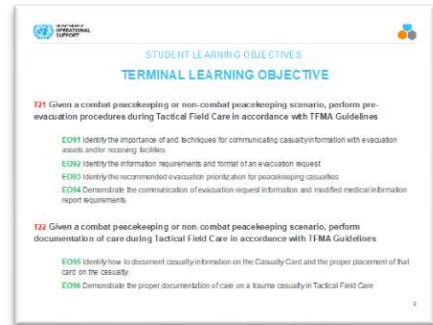 DEPARTMENT OF
OPERATIONAL
SUPPORT
STUDENT LEARNING OBJECTIVES
TERMINAL LEARNING OBJECTIVE
T21 Given a combat peacekeeping or non-combat peacekeeping scenario, perform pre-
evacuation procedures during Tactical Field Care in accordance with TFMA Guidelines
EO91 Identify the importance of and techniques for communicating casualty information with evacuation
assets and/or receiving facilities
EO92 Identify the information requirements and format of an evacuation request
EO93 Identify the recommended evacuation prioritization for peacekeeping casualties
EO94 Demonstrate the communication of evacuation request information and modified medical information
report requirements
T22 Given a combat peacekeeping or non-combat peacekeeping scenario, perform
documentation of care during Tactical Field Care in accordance with TFMA Guidelines
EO95 Identify how to document casualty information on the Casualty Card and the proper placement of that
card on the casualty.
EO96 Demonstrate the proper documentation of care on a trauma casualty in Tactical Field Care
2